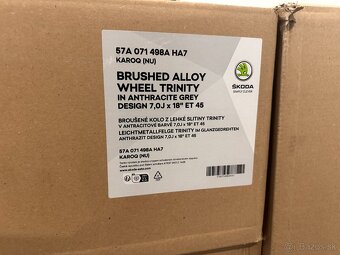 57A 071 498A HA7
KAROQ (NU)
BRUSHED ALLOY
WHEEL TRINITY
IN ANTHRACITE GREY
DESIGN 7,0J x 18" ET 45
ŠKODA
SIMPLY CLEVER
BROUŠENÉ KOLO Z LEHKÉ SLITINY TRINITY
V ANTRACITOVÉ BARVĚ 7,0J x 18" ET 45
LEICHTMETALLFELGE TRINITY IM GLANZGEDREHTEN
ANTHRAZIT DESIGN 7,0J x 18" ET 45
57A 071 498A HA7
KAROQ (NU)